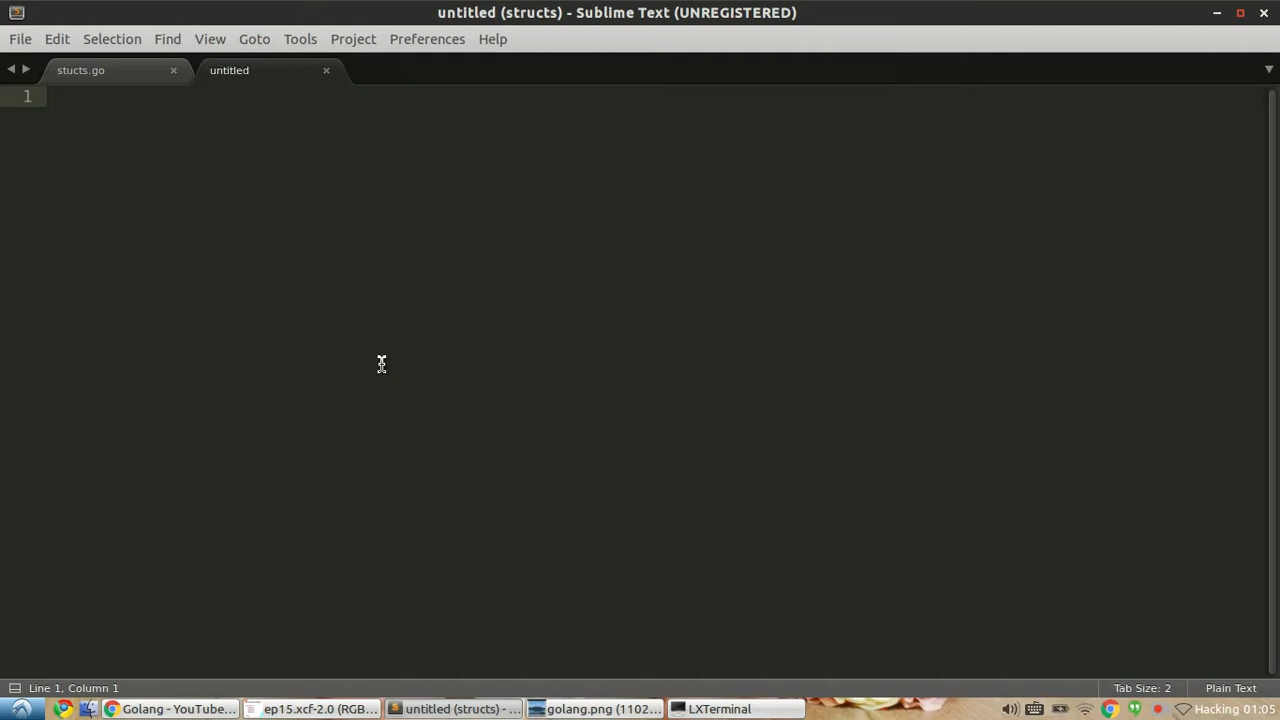 untitled (structs) - Sublime Text (UNREGISTERED)
File Edit Selection Find View Goto Tools Project Preferences Help
stucts.go untitled
1
Line 1, Column 1 Tab Size: 2 Plain Text
Golang - YouTube... ep15.xcf-2.0 (RGB... untitled (structs) - ... golang.png (1102... LXTerminal Hacking 01:05